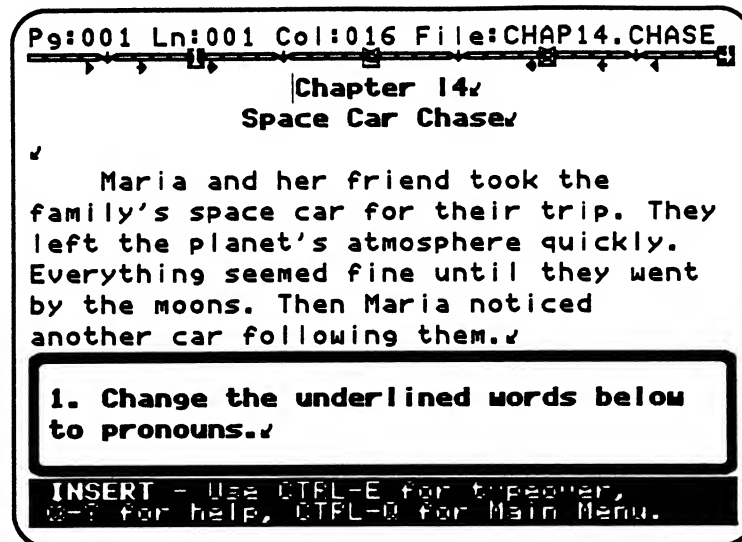 Pg:001 Ln:001 Col:016 File:CHAP14.CHASE
Chapter 14
Space Car Chase
Maria and her friend took the
family's space car for their trip. They
left the planet's atmosphere quickly.
Everything seemed fine until they went
by the moons. Then Maria noticed
another car following them.
1. Change the underlined words below
to pronouns.
INSERT - Use CTRL-E for typeover,
for help, CTRL-Q for Main Menu.